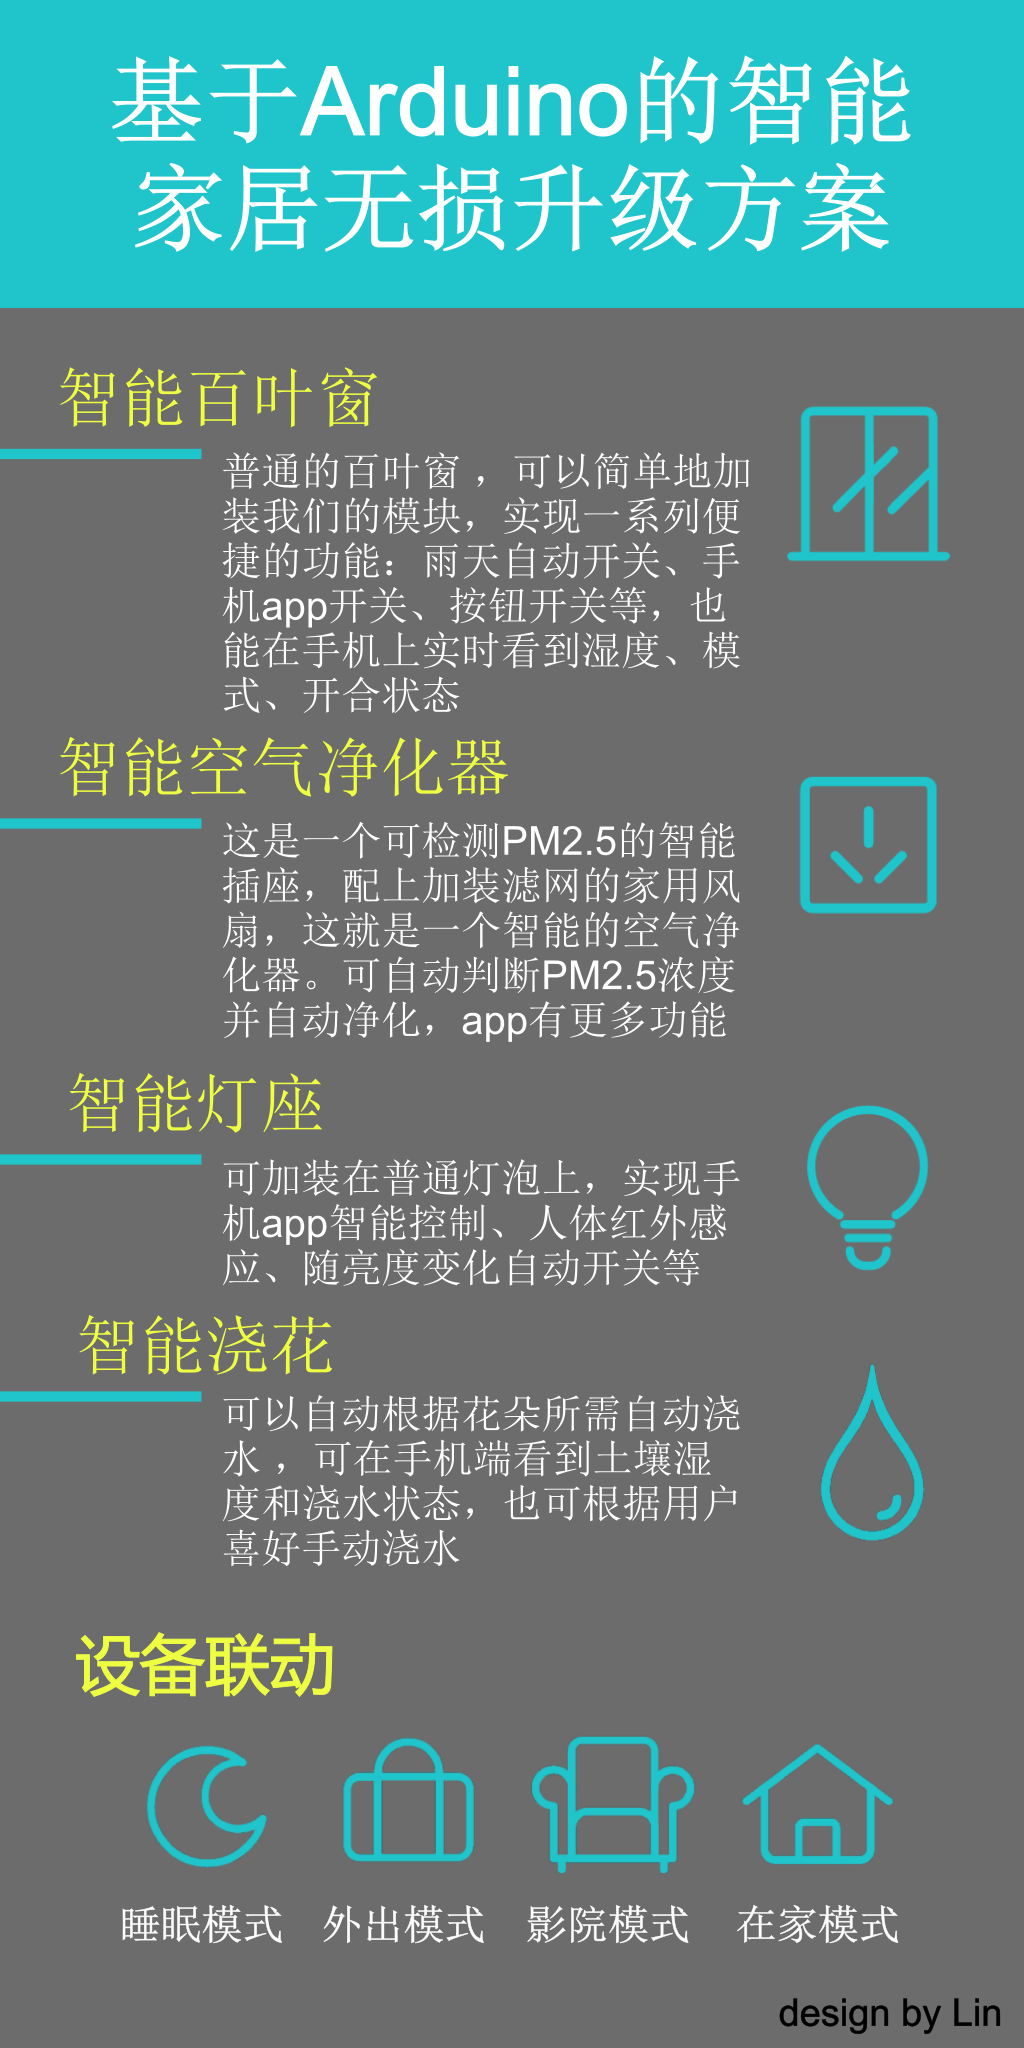 基于Arduino的智能
家居无损升级方案
智能百叶窗
普通的百叶窗 ，可以简单地加
装我们的模块，实现一系列便
捷的功能：雨天自动开关、手
机app开关、按钮开关等，也
能在手机上实时看到湿度、模
式、开合状态
智能空气净化器
这是一个可检测PM2.5的智能
插座，配上加装滤网的家用风
扇，这就是一个智能的空气净
化器。可自动判断PM2.5浓度
并自动净化，app有更多功能
智能灯座
可加装在普通灯泡上，实现手
机app智能控制、人体红外感
应、随亮度变化自动开关等
智能浇花
可以自动根据花朵所需自动浇
水 ，可在手机端看到土壤湿
度和浇水状态，也可根据用户
喜好手动浇水
设备联动
睡眠模式 外出模式 影院模式 在家模式
design by Lin